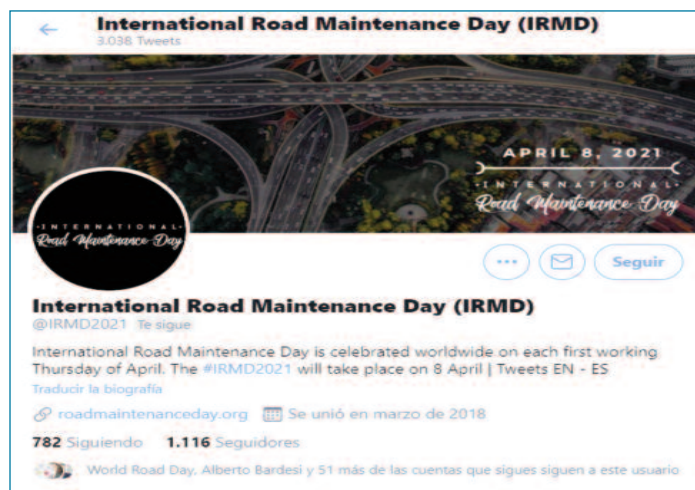 International Road Maintenance Day (IRMD)
3.038 Tweets
APRIL 8, 2021
·INTERNATIONAL·
Road Maintenance Day
·INTERNATIONAL·
Road Maintenance Day
Seguir
International Road Maintenance Day (IRMD)
@IRMD2021 Te sigue
International Road Maintenance Day is celebrated worldwide on each first working
Thursday of April. The #IRMD2021 will take place on 8 April | Tweets EN - ES
Traducir la biografía
roadmaintenanceday.org Se unió en marzo de 2018
782 Siguiendo 1.116 Seguidores
World Road Day, Alberto Bardesi y 51 más de las cuentas que sigues siguen a este usuario